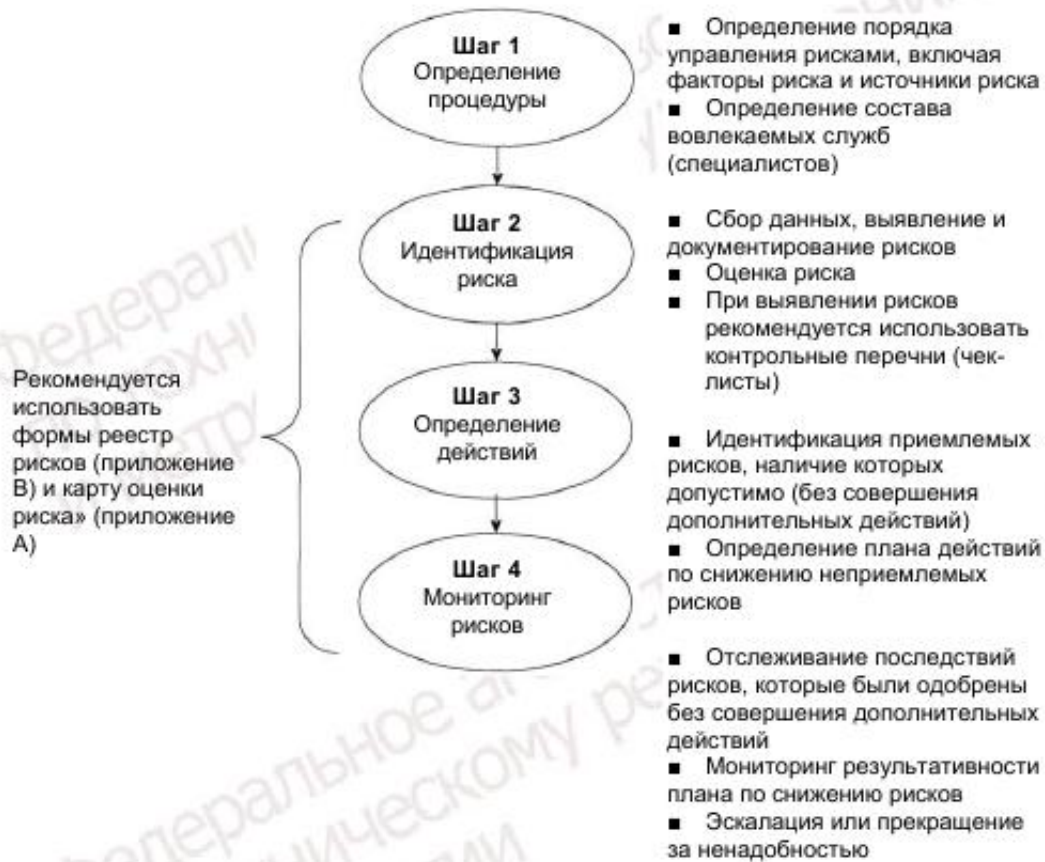 Шаг 1
Определение
процедуры
■ Определение порядка
управления рисками, включая
факторы риска и источники риска
■ Определение состава
вовлекаемых служб
(специалистов)
Шаг 2
Идентификация
риска
■ Сбор данных, выявление и
документирование рисков
■ Оценка риска
■ При выявлении рисков
рекомендуется использовать
контрольные перечни (чек-
листы)
Рекомендуется
использовать
формы реестр
рисков (приложение
В) и карту оценки
риска» (приложение
А)
Шаг 3
Определение
действий
■ Идентификация приемлемых
рисков, наличие которых
допустимо (без совершения
дополнительных действий)
■ Определение плана действий
по снижению неприемлемых
рисков
Шаг 4
Мониторинг
рисков
■ Отслеживание последствий
рисков, которые были одобрены
без совершения дополнительных
действий
■ Мониторинг результативности
плана по снижению рисков
■ Эскалация или прекращение
за ненадобностью